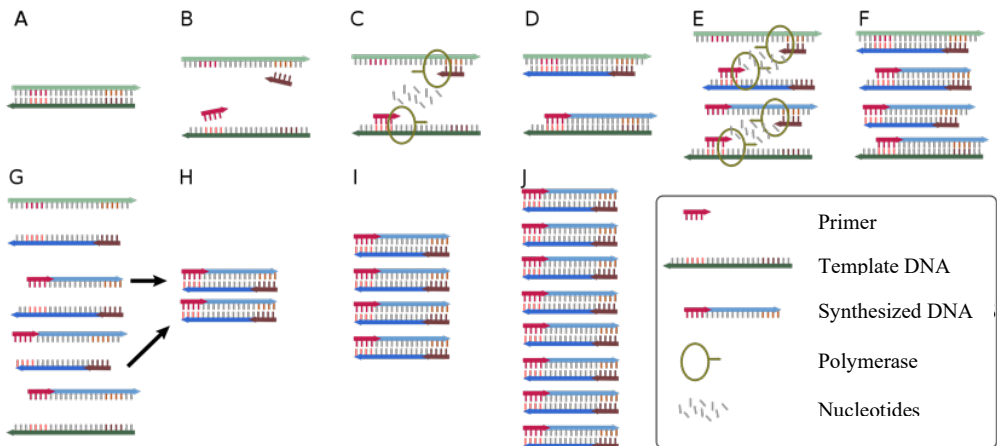 A
B
C
D
E
F
G
H
I
J
Primer
Template DNA
Synthesized DNA
Polymerase
Nucleotides